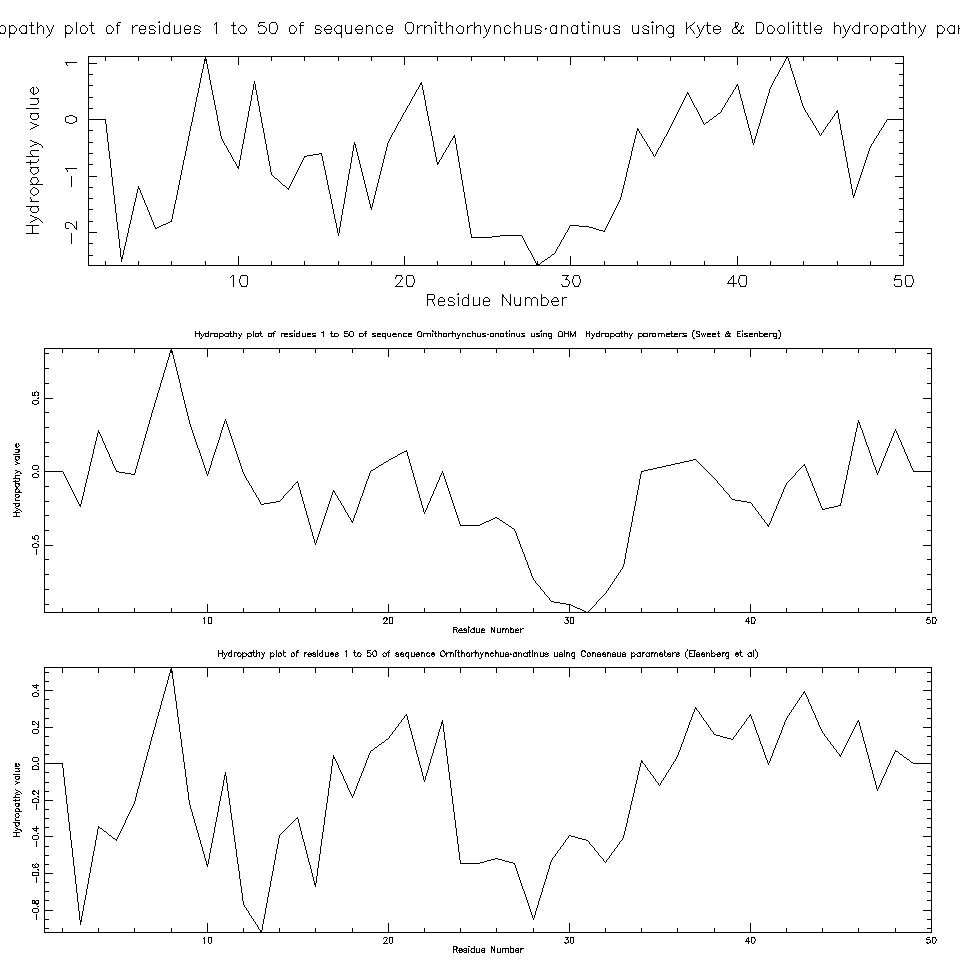 opathy plot of residues 1 to 50 of sequence Ornithorhynchus-anatinus using Kyte & Doolittle hydropathy par
Hydropathy value
1
0
-1
-2
10 20 30 40 50
Residue Number
Hydropathy plot of residues 1 to 50 of sequence Ornithorhynchus-anatinus using OHM Hydropathy parameters (Sweet & Eisenberg)
Hydropathy value
0.5
0.0
-0.5
10 20 30 40 50
Residue Number
Hydropathy plot of residues 1 to 50 of sequence Ornithorhynchus-anatinus using Consensus parameters (Eisenberg et al)
Hydropathy value
0.4
0.2
0.0
-0.2
-0.4
-0.6
-0.8
10 20 30 40 50
Residue Number